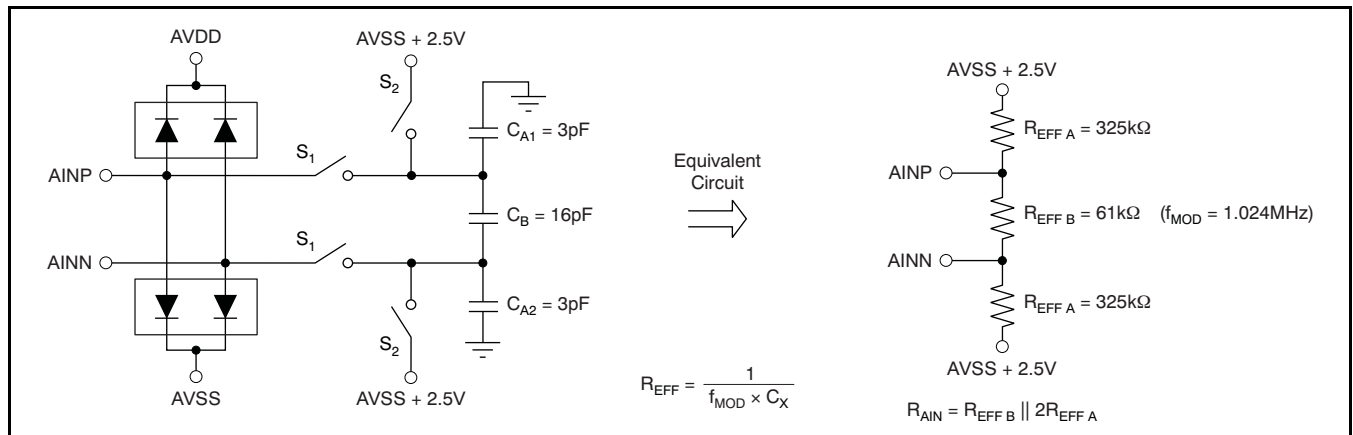 AVDD
AVSS + 2.5V
S2
CA1 = 3pF
S1
AINP
CB = 16pF
S1
AINN
CA2 = 3pF
S2
AVSS
AVSS + 2.5V
Equivalent
Circuit
AVSS + 2.5V
REFF A = 325kΩ
AINP
REFF B = 61kΩ (fMOD = 1.024MHz)
AINN
REFF A = 325kΩ
AVSS + 2.5V
REFF = 1 / fMOD × CX
RAIN = REFF B || 2REFF A